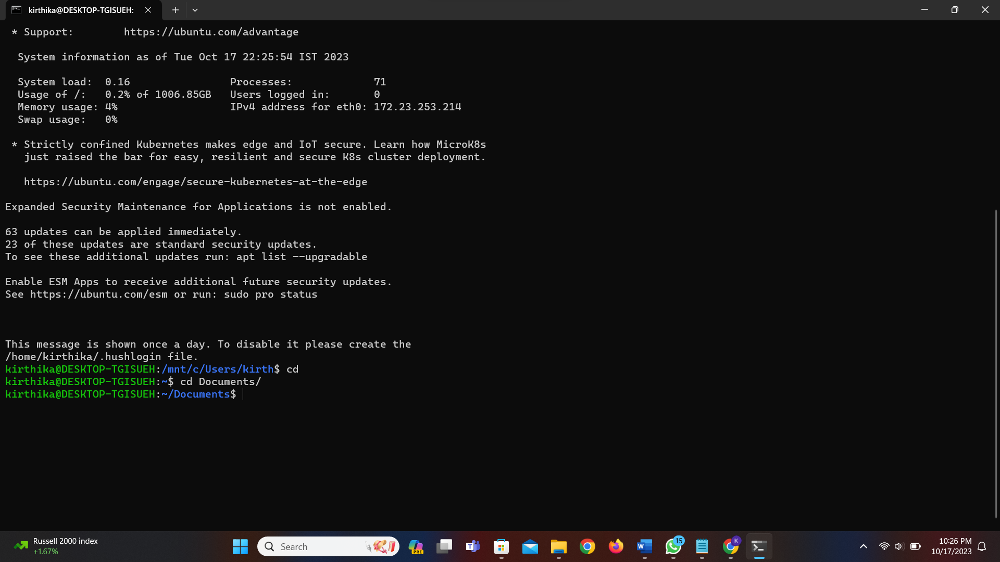 kirthika@DESKTOP-TGISUEH:
* Support:        https://ubuntu.com/advantage
System information as of Tue Oct 17 22:25:54 IST 2023
System load:  0.16                Processes:             71
Usage of /:   0.2% of 1006.85GB   Users logged in:       0
Memory usage: 4%                  IPv4 address for eth0: 172.23.253.214
Swap usage:   0%
* Strictly confined Kubernetes makes edge and IoT secure. Learn how MicroK8s
just raised the bar for easy, resilient and secure K8s cluster deployment.
https://ubuntu.com/engage/secure-kubernetes-at-the-edge
Expanded Security Maintenance for Applications is not enabled.
63 updates can be applied immediately.
23 of these updates are standard security updates.
To see these additional updates run: apt list --upgradable
Enable ESM Apps to receive additional future security updates.
See https://ubuntu.com/esm or run: sudo pro status
This message is shown once a day. To disable it please create the
/home/kirthika/.hushlogin file.
kirthika@DESKTOP-TGISUEH:/mnt/c/Users/kirth$ cd
kirthika@DESKTOP-TGISUEH:~$ cd Documents/
kirthika@DESKTOP-TGISUEH:~/Documents$
Russell 2000 index
+1.67%
Search
PRE
T
W
15
K
10:26 PM
10/17/2023